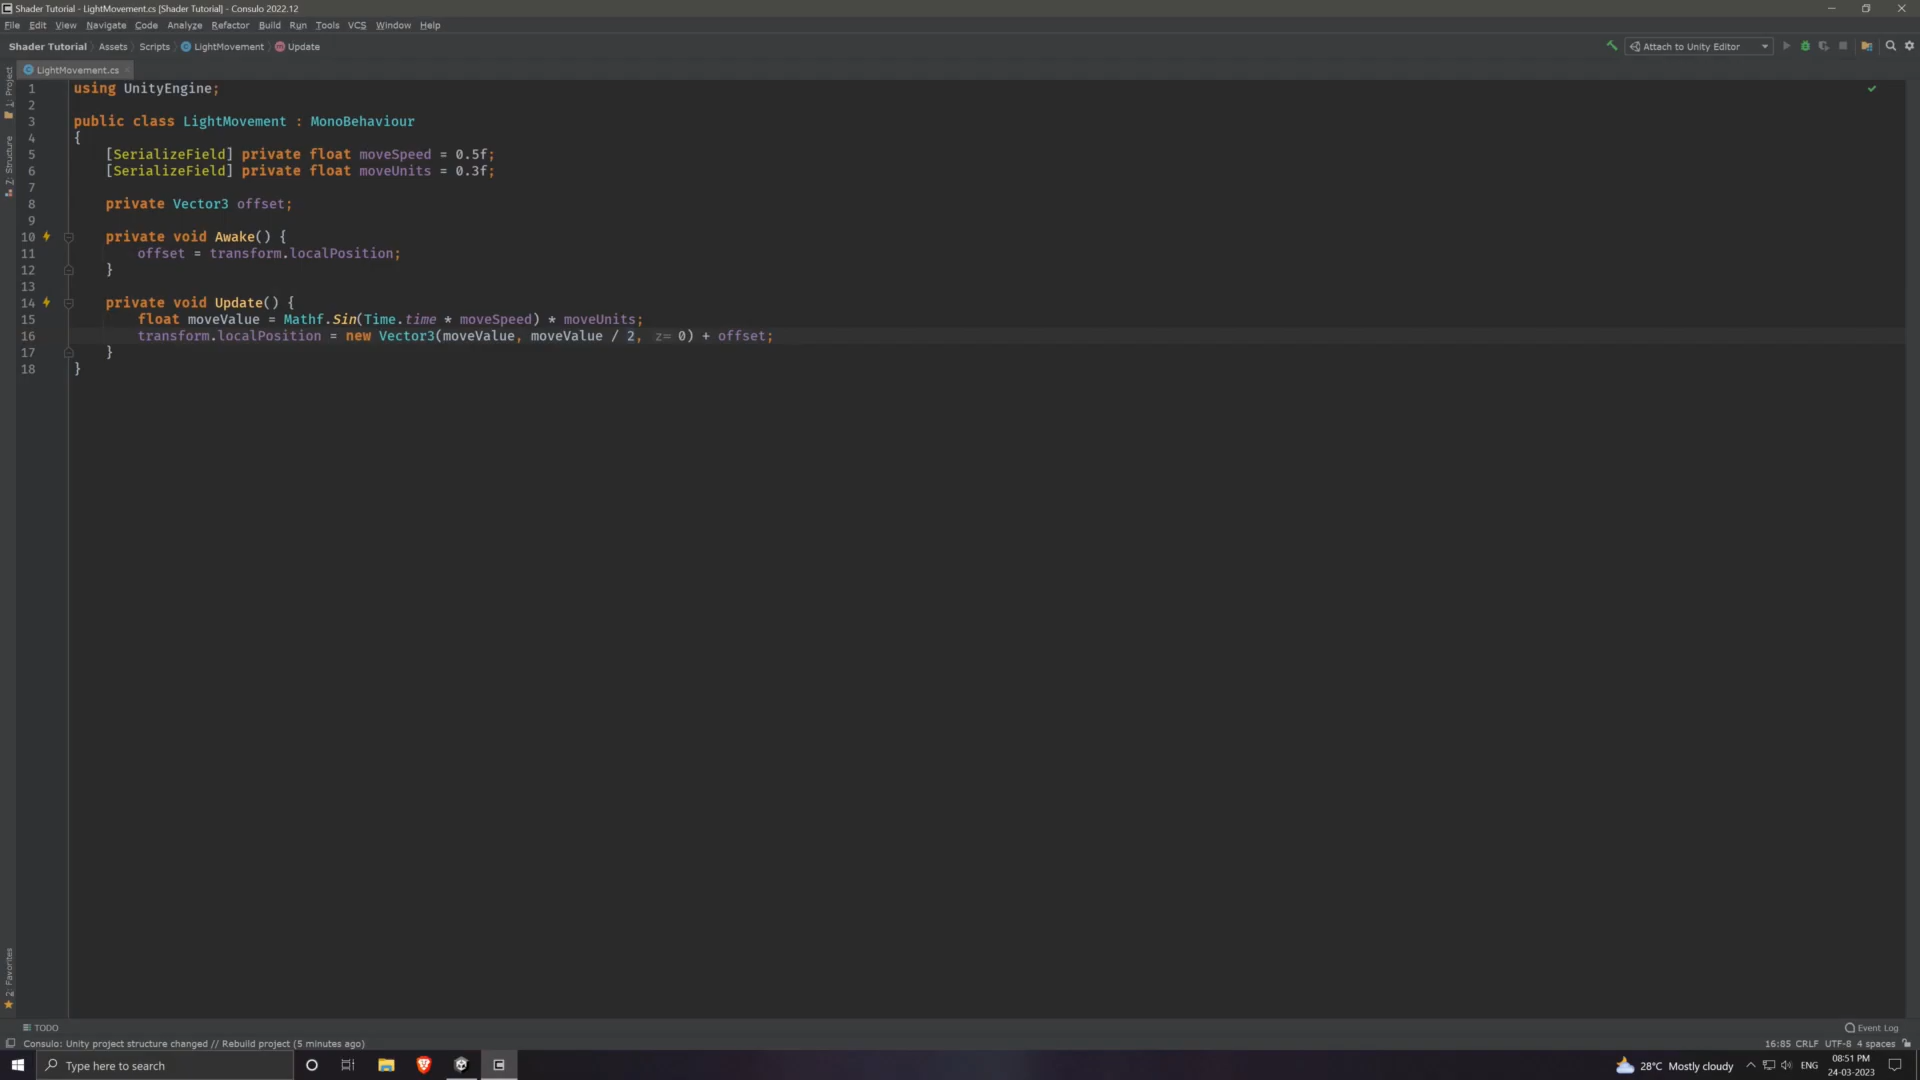 Shader Tutorial - LightMovement.cs [Shader Tutorial] - Consulo 2022.12
File Edit View Navigate Code Analyze Refactor Build Run Tools VCS Window Help
Shader Tutorial Assets Scripts LightMovement Update
Attach to Unity Editor
LightMovement.cs
1: Project
Z: Structure
2: Favorites
1 using UnityEngine;
2
3 public class LightMovement : MonoBehaviour
4 {
5 [SerializeField] private float moveSpeed = 0.5f;
6 [SerializeField] private float moveUnits = 0.3f;
7
8 private Vector3 offset;
9
10 private void Awake() {
11 offset = transform.localPosition;
12 }
13
14 private void Update() {
15 float moveValue = Mathf.Sin(Time.time * moveSpeed) * moveUnits;
16 transform.localPosition = new Vector3(moveValue, moveValue / 2, z= 0) + offset;
17 }
18 }
TODO
Event Log
Consulo: Unity project structure changed // Rebuild project (5 minutes ago)
16:85 CRLF UTF-8 4 spaces
Type here to search
28°C Mostly cloudy
ENG
08:51 PM
24-03-2023